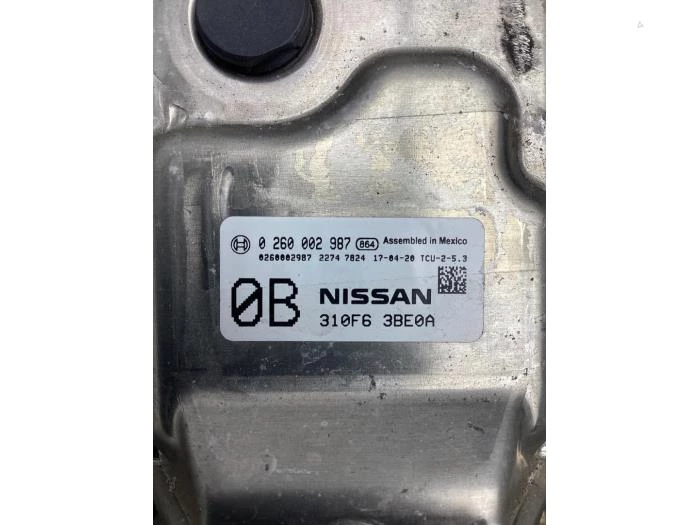 0 260 002 987 864 Assembled in Mexico
0260002987 2274 7824 17-04-20 TCU-2-5.3
0B NISSAN
310F6 3BE0A